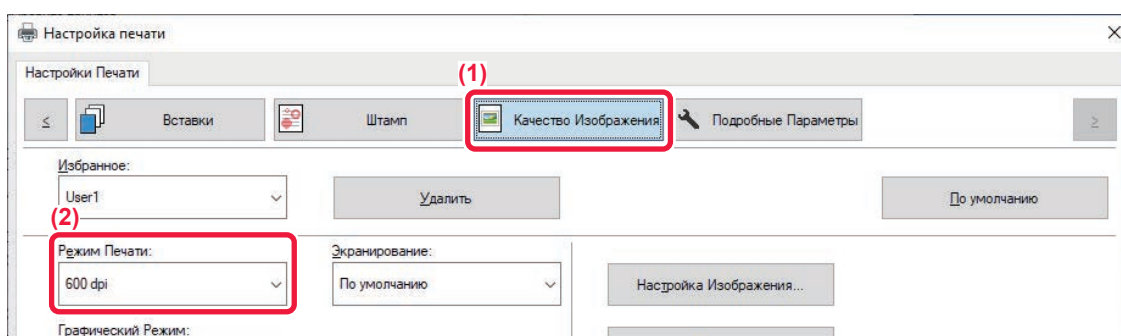 Настройка печати
Настройки Печати
(1)
< Вставки Штамп Качество Изображения Подробные Параметры >
Избранное:
User1 Удалить По умолчанию
(2)
Режим Печати: Экранирование:
600 dpi По умолчанию Настройка Изображения...
Графический Режим: